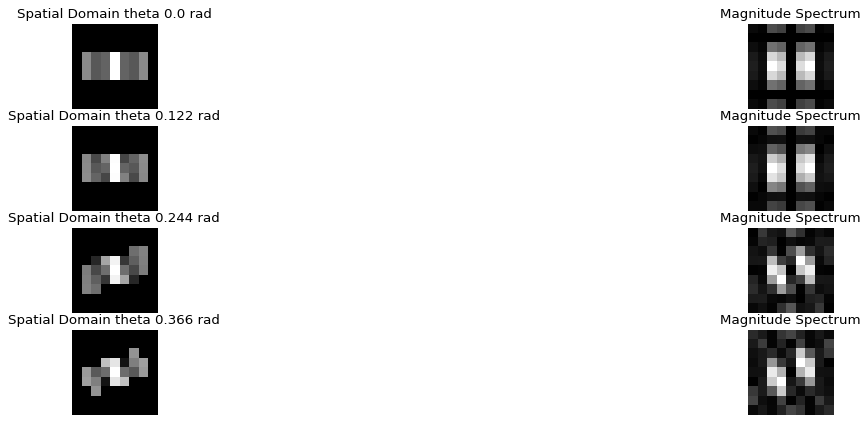 Spatial Domain theta 0.0 rad
Magnitude Spectrum
Spatial Domain theta 0.122 rad
Magnitude Spectrum
Spatial Domain theta 0.244 rad
Magnitude Spectrum
Spatial Domain theta 0.366 rad
Magnitude Spectrum